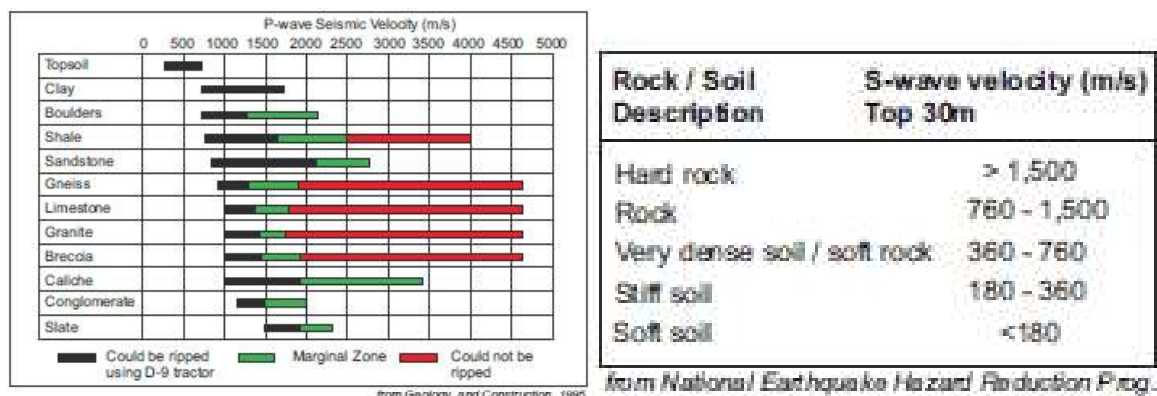 P-wave Seismic Velocity (m/s)
0 500 1000 1500 2000 2500 3000 3500 4000 4500 5000
Topsoil
Clay
Boulders
Shale
Sandstone
Gneiss
Limestone
Granite
Breccia
Caliche
Conglomerate
Slate
Could be ripped using D-9 tractor
Marginal Zone
Could not be ripped
from Geology and Construction, 1995
Rock / Soil Description S-wave velocity (m/s) Top 30m
Hard rock > 1,500
Rock 760 - 1,500
Very dense soil / soft rock 360 - 760
Stiff soil 180 - 360
Soft soil <180
from National Earthquake Hazard Reduction Prog.